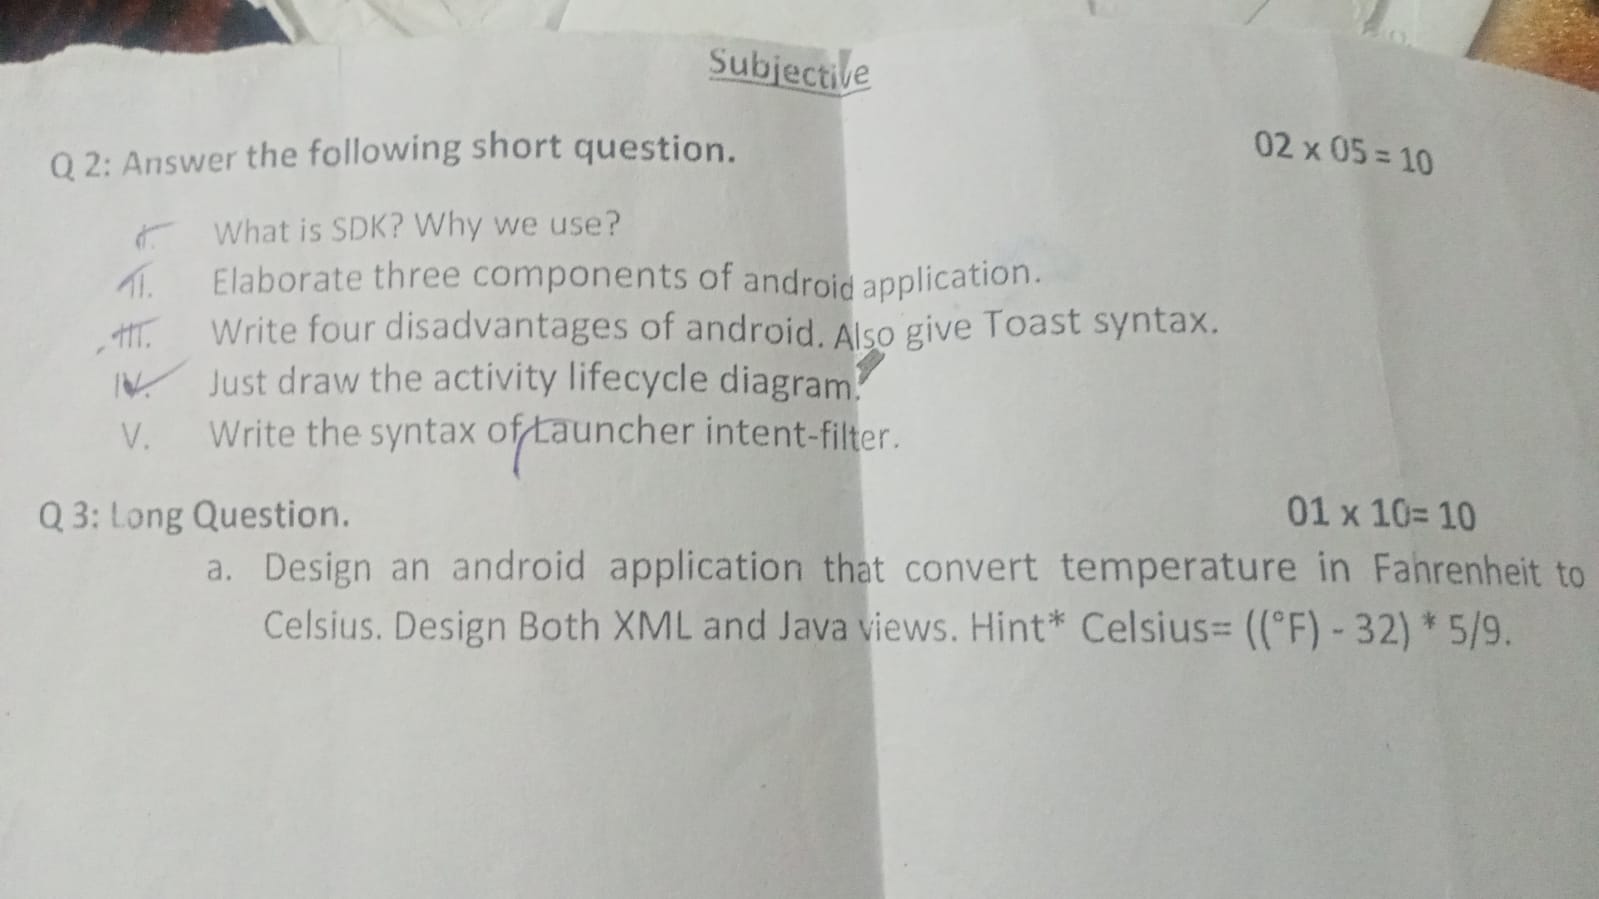 Subjective
Q 2: Answer the following short question. 02 x 05 = 10
I. What is SDK? Why we use?
II. Elaborate three components of android application.
III. Write four disadvantages of android. Also give Toast syntax.
IV. Just draw the activity lifecycle diagram.
V. Write the syntax of Launcher intent-filter.
Q 3: Long Question. 01 x 10= 10
a. Design an android application that convert temperature in Fahrenheit to
Celsius. Design Both XML and Java views. Hint* Celsius= ((°F) - 32) * 5/9.